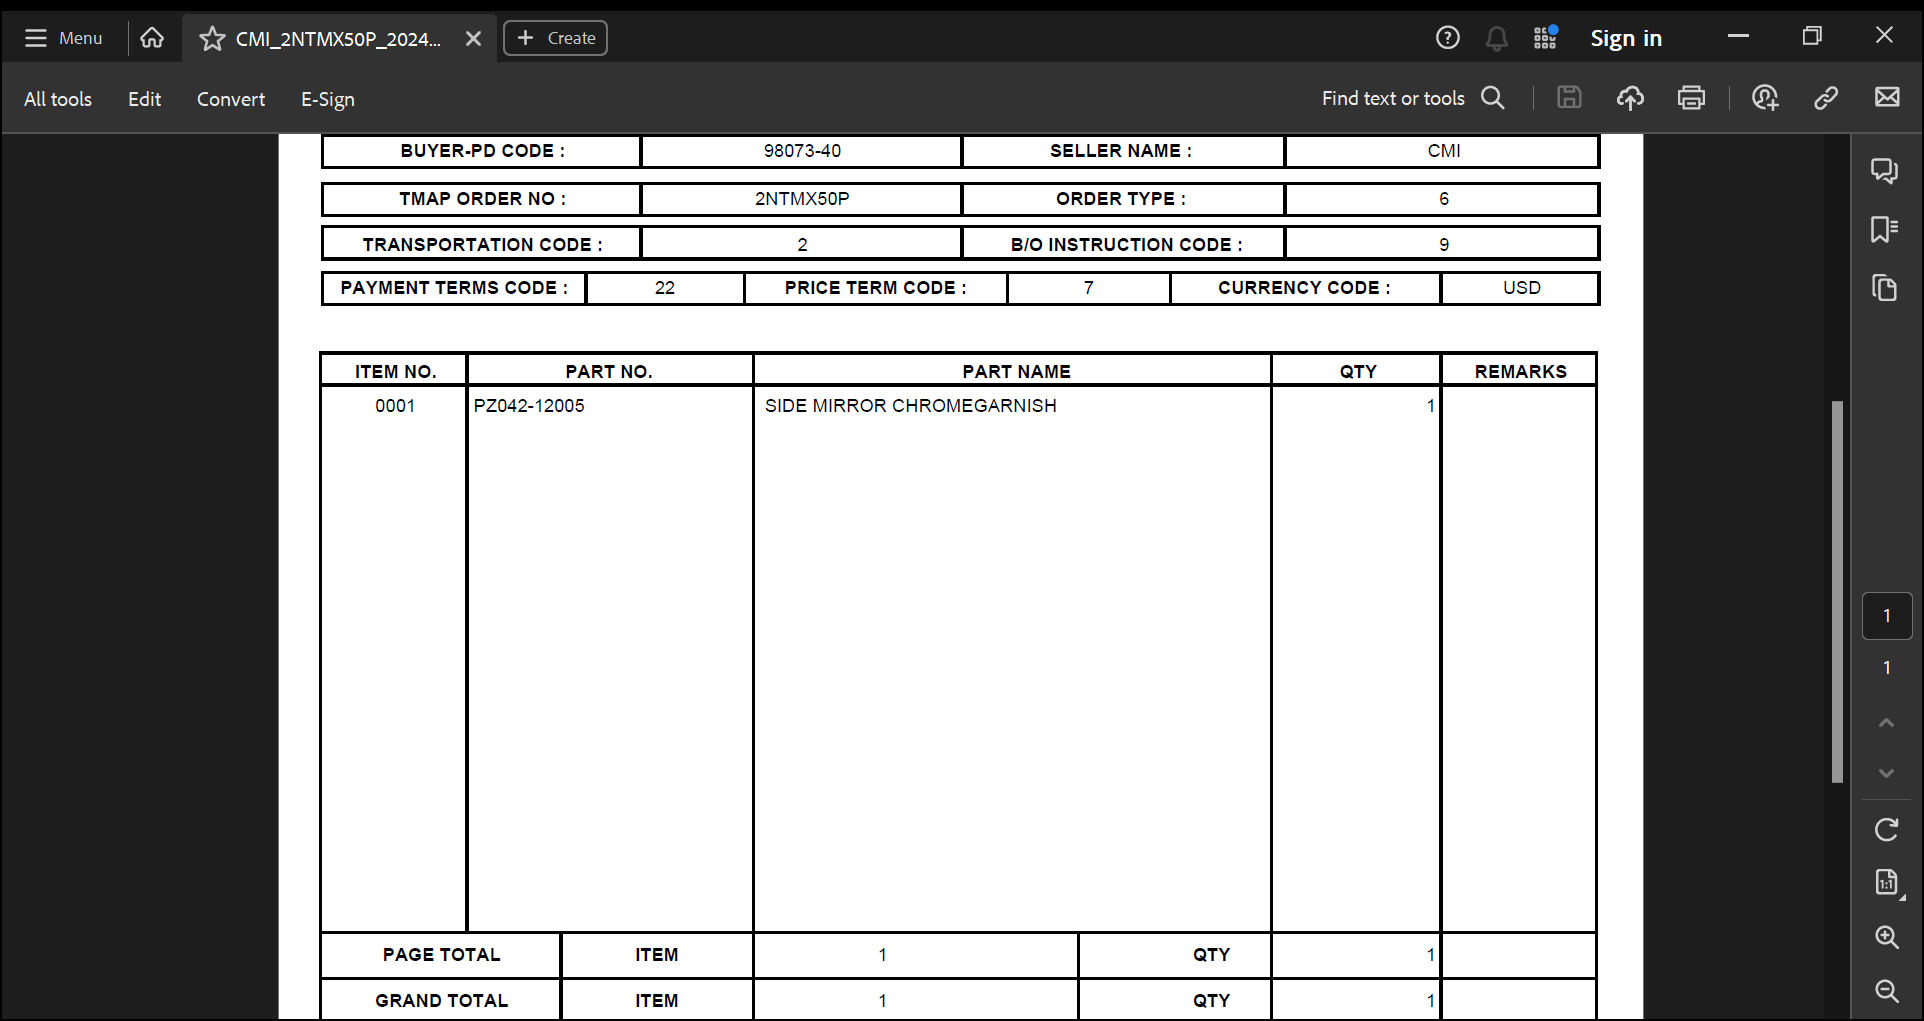 Menu
CMI_2NTMX50P_2024...
Create
Sign in
All tools Edit Convert E-Sign
Find text or tools
BUYER-PD CODE : 98073-40 SELLER NAME : CMI
TMAP ORDER NO : 2NTMX50P ORDER TYPE : 6
TRANSPORTATION CODE : 2 B/O INSTRUCTION CODE : 9
PAYMENT TERMS CODE : 22 PRICE TERM CODE : 7 CURRENCY CODE : USD
ITEM NO. PART NO. PART NAME QTY REMARKS
0001 PZ042-12005 SIDE MIRROR CHROMEGARNISH 1
PAGE TOTAL ITEM 1 QTY 1
GRAND TOTAL ITEM 1 QTY 1
1
1
1:1